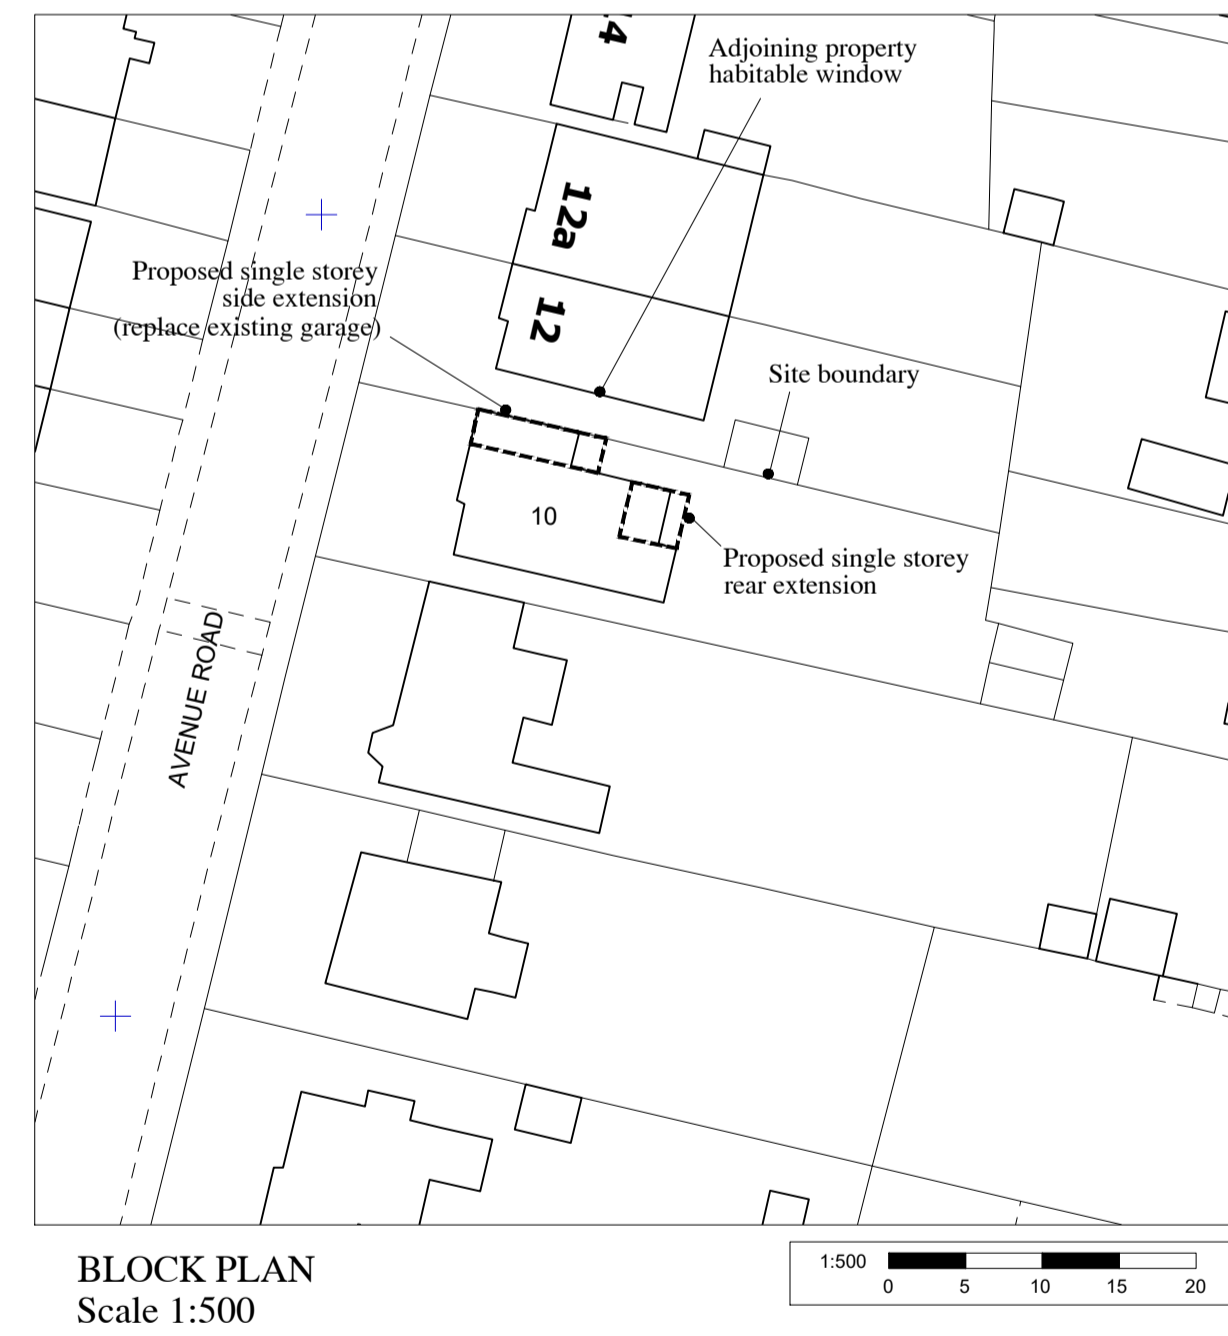 4
Adjoining property
habitable window
12a
Proposed single storey
side extension
(replace existing garage)
12
Site boundary
10
Proposed single storey
rear extension
AVENUE ROAD
BLOCK PLAN
Scale 1:500
1:500
0 5 10 15 20